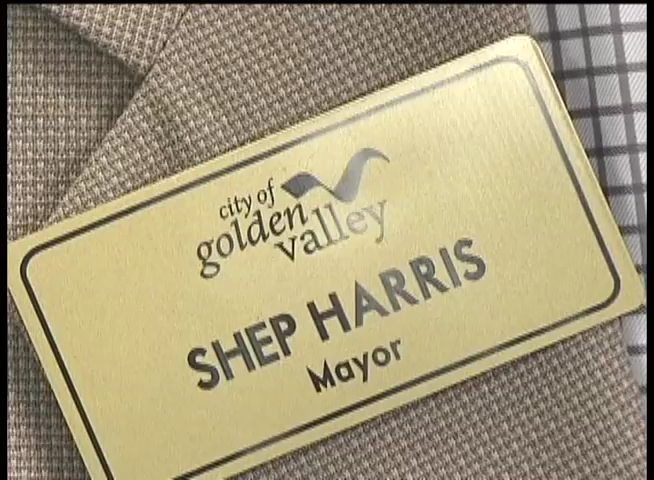 city of
golden
valley
SHEP HARRIS
Mayor